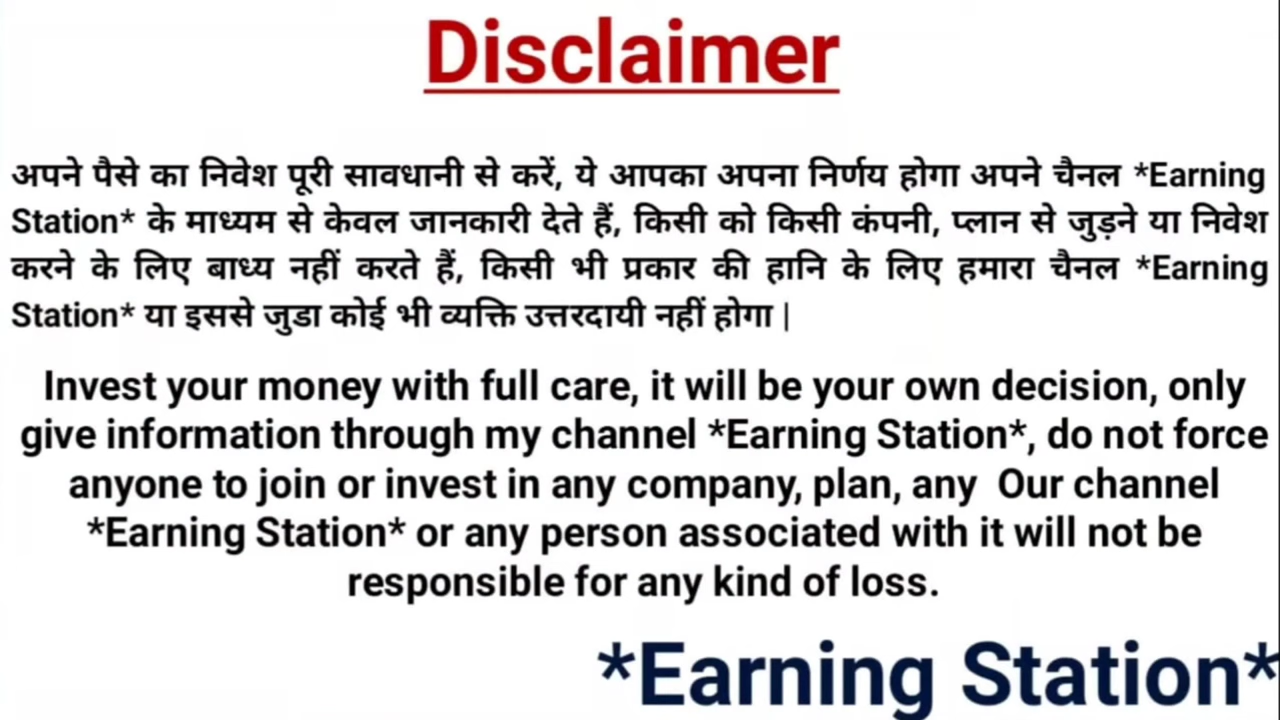 Disclaimer
अपने पैसे का निवेश पूरी सावधानी से करें, ये आपका अपना निर्णय होगा अपने चैनल *Earning
Station* के माध्यम से केवल जानकारी देते हैं, किसी को किसी कंपनी, प्लान से जुड़ने या निवेश
करने के लिए बाध्य नहीं करते हैं, किसी भी प्रकार की हानि के लिए हमारा चैनल *Earning
Station* या इससे जुडा कोई भी व्यक्ति उत्तरदायी नहीं होगा |
Invest your money with full care, it will be your own decision, only
give information through my channel *Earning Station*, do not force
anyone to join or invest in any company, plan, any  Our channel
*Earning Station* or any person associated with it will not be
responsible for any kind of loss.
*Earning Station*